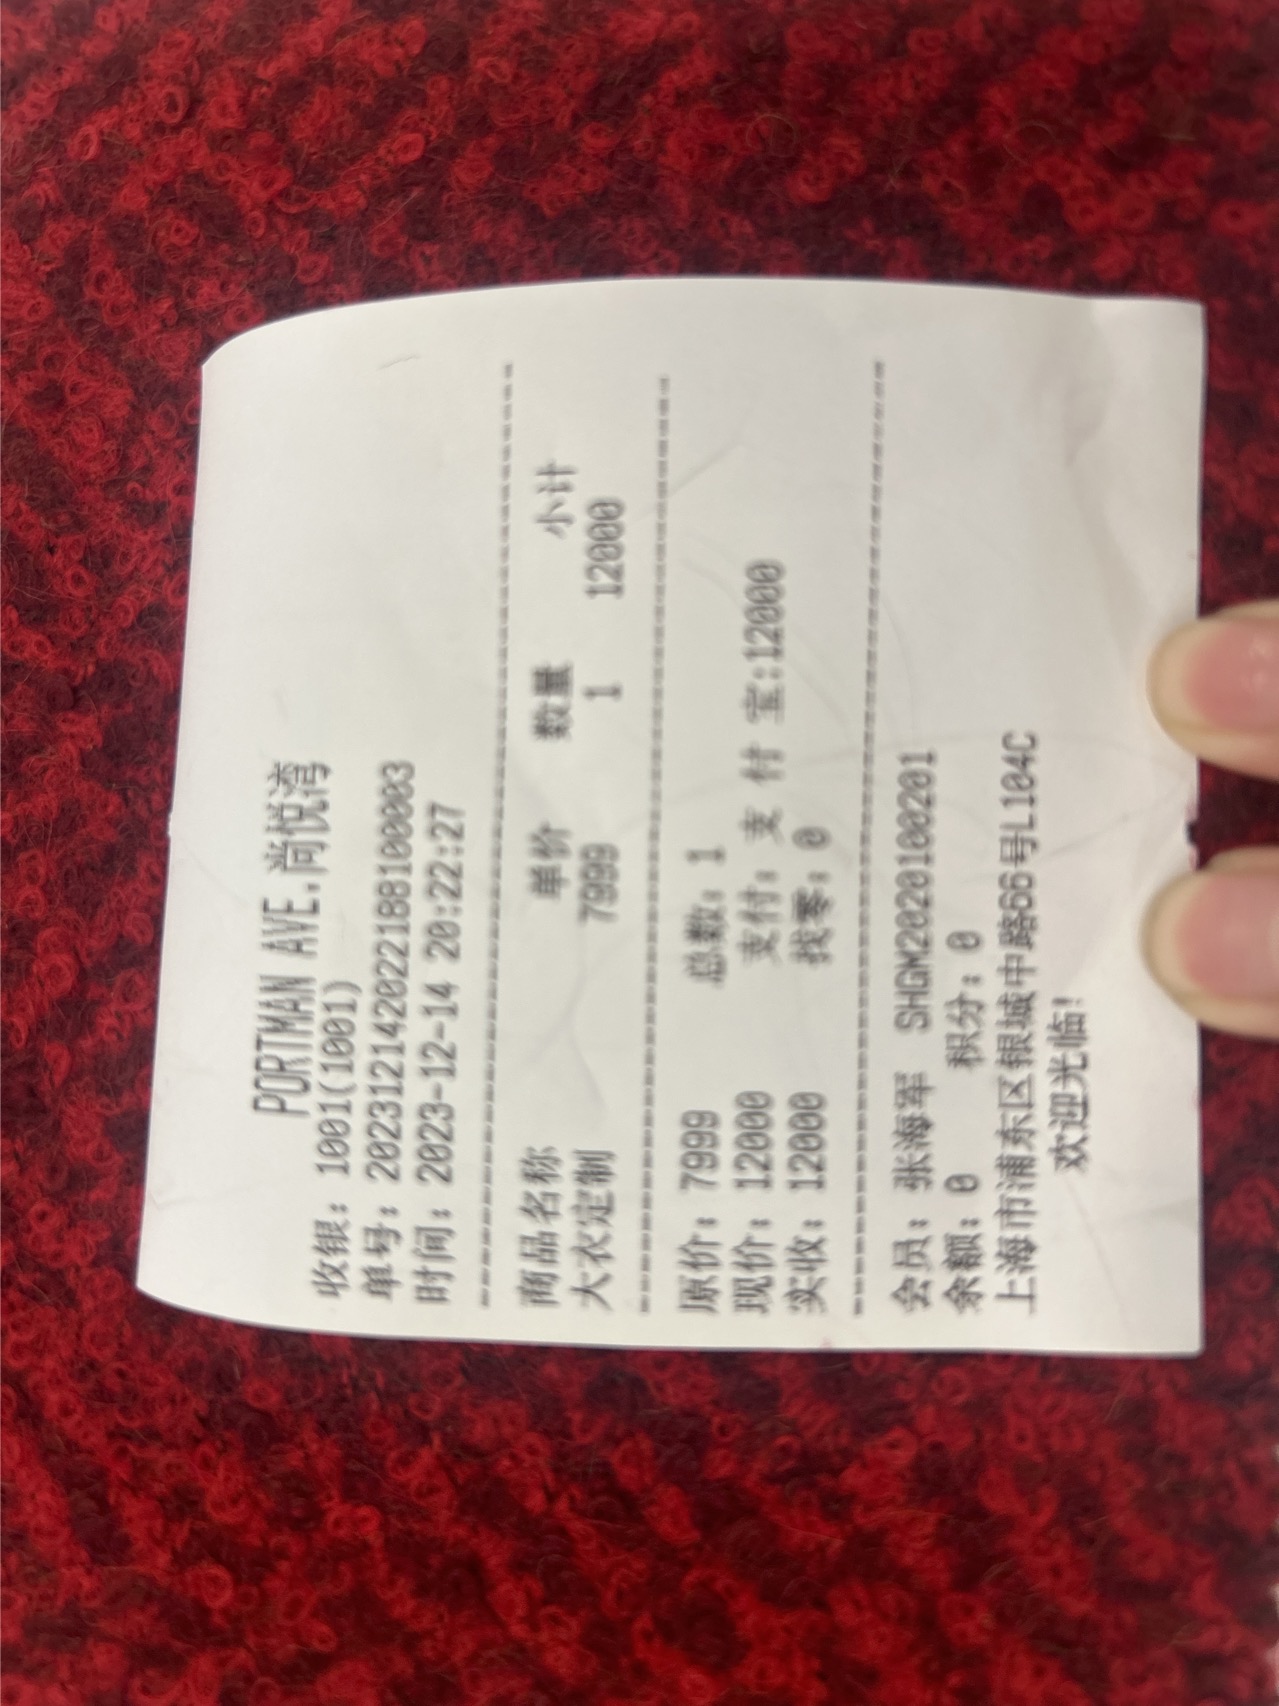 PORTMAN AVE.尚悦湾
收银：1001(1001)
单号：202312142022188100003
时间：2023-12-14 20:22:27
商品名称 单价 数量 小计
大衣定制 7999 1 12000
原价：7999 总数：1
现价：12000 支付：支付宝:12000
实收：12000 找零：0
会员：张海军 SHGM2020100201
余额：0 积分：0
上海市浦东区银城中路66号L104C
欢迎光临!